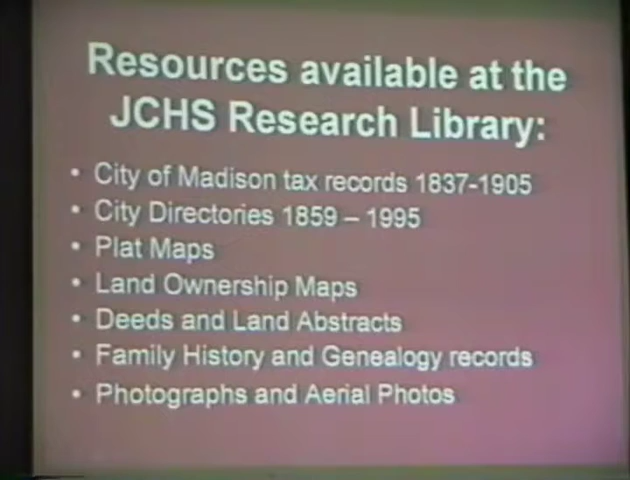 Resources available at the
JCHS Research Library:
• City of Madison tax records 1837-1905
• City Directories 1859 – 1995
• Plat Maps
• Land Ownership Maps
• Deeds and Land Abstracts
• Family History and Genealogy records
• Photographs and Aerial Photos